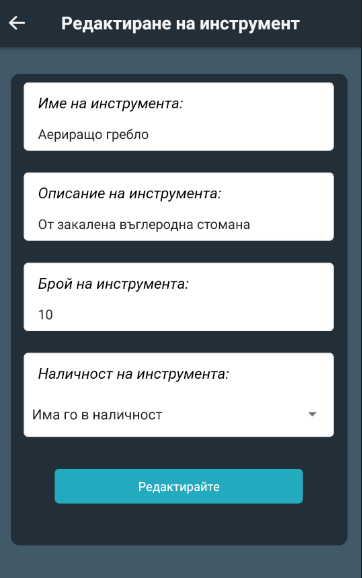 Редактиране на инструмент
Име на инструмента:
Аериращо гребло
Описание на инструмента:
От закалена въглеродна стомана
Брой на инструмента:
10
Наличност на инструмента:
Има го в наличност
Редактирайте